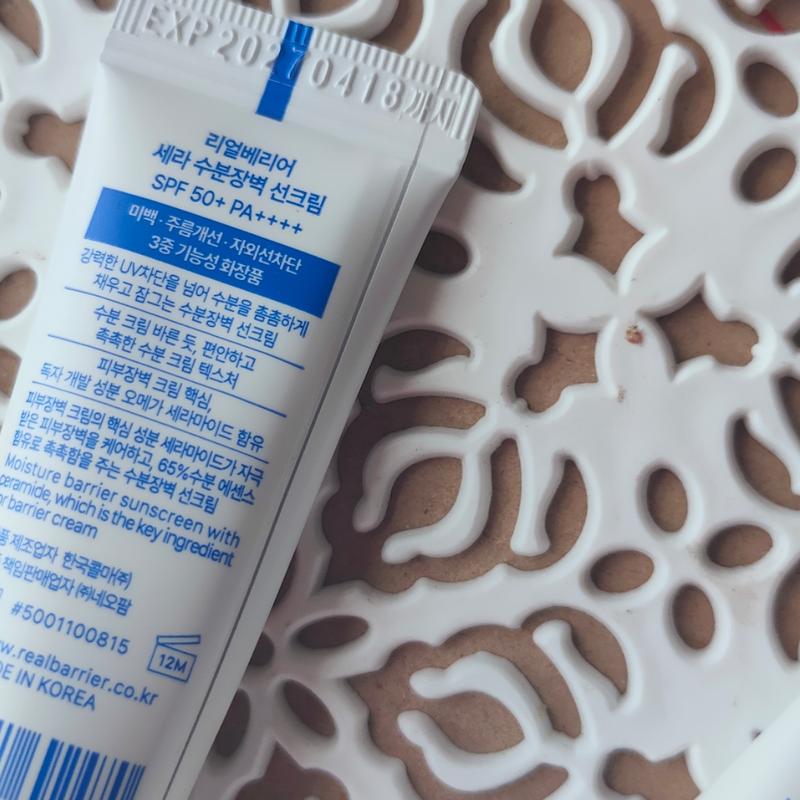 EXP 20270418까지
리얼베리어
세라 수분장벽 선크림
SPF 50+ PA++++
미백 · 주름개선 · 자외선차단
3중 기능성 화장품
강력한 UV차단을 넘어 수분을 촘촘하게
채우고 잠그는 수분장벽 선크림
수분 크림 바른 듯, 편안하고
촉촉한 수분 크림 텍스처
피부장벽 크림 핵심,
독자 개발 성분 오메가 세라마이드 함유
피부장벽 크림의 핵심 성분 세라마이드가 자극
받은 피부장벽을 케어하고, 65%수분 에센스
함유로 촉촉함을 주는 수분장벽 선크림
Moisture barrier sunscreen with
ceramide, which is the key ingredient
or barrier cream
품 제조업자 한국콜마(주)
책임판매업자 (주)네오팜
#5001100815
12M
ww.realbarrier.co.kr
DE IN KOREA